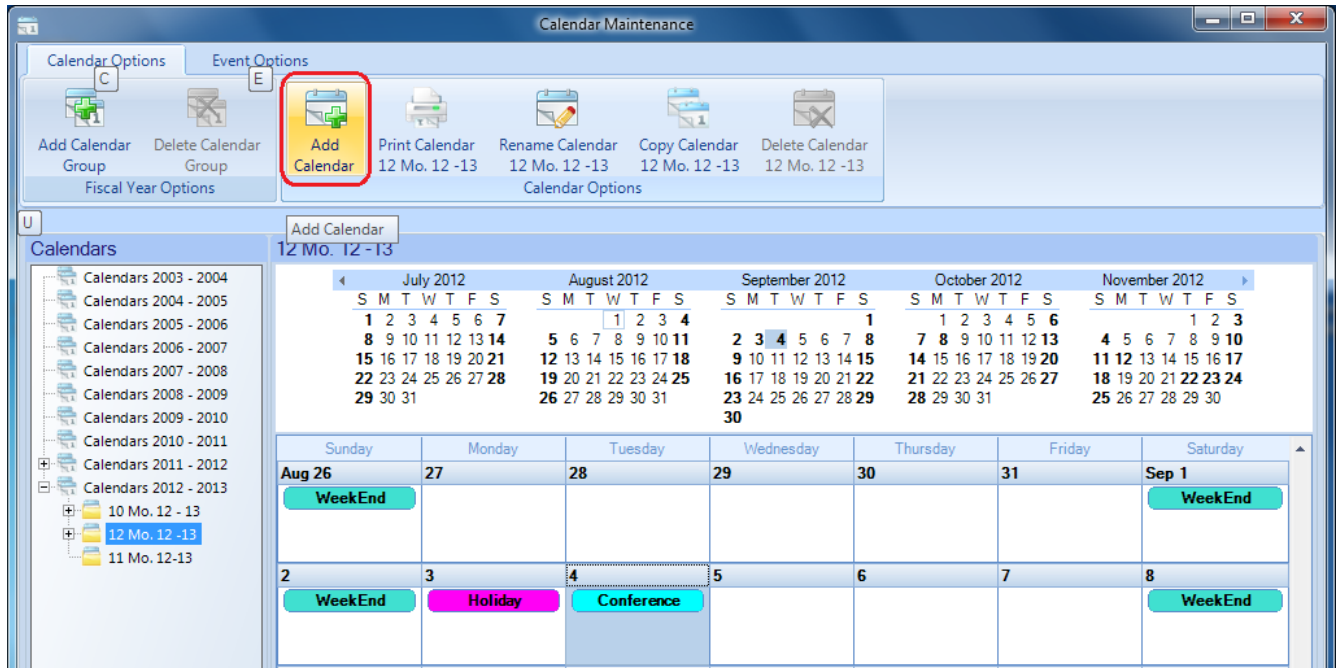 Calendar Maintenance
Calendar Options Event Options
C E
Add Calendar Group
Delete Calendar Group
Fiscal Year Options
Add Calendar
Print Calendar 12 Mo. 12 -13
Rename Calendar 12 Mo. 12 -13
Copy Calendar 12 Mo. 12 -13
Delete Calendar 12 Mo. 12 -13
Calendar Options
U
Add Calendar
Calendars
Calendars 2003 - 2004
Calendars 2004 - 2005
Calendars 2005 - 2006
Calendars 2006 - 2007
Calendars 2007 - 2008
Calendars 2008 - 2009
Calendars 2009 - 2010
Calendars 2010 - 2011
Calendars 2011 - 2012
Calendars 2012 - 2013
10 Mo. 12 - 13
12 Mo. 12 -13
11 Mo. 12-13
12 Mo. 12 -13
July 2012
S M T W T F S
1 2 3 4 5 6 7
8 9 10 11 12 13 14
15 16 17 18 19 20 21
22 23 24 25 26 27 28
29 30 31
August 2012
S M T W T F S
1 2 3 4
5 6 7 8 9 10 11
12 13 14 15 16 17 18
19 20 21 22 23 24 25
26 27 28 29 30 31
September 2012
S M T W T F S
1
2 3 4 5 6 7 8
9 10 11 12 13 14 15
16 17 18 19 20 21 22
23 24 25 26 27 28 29
30
October 2012
S M T W T F S
1 2 3 4 5 6
7 8 9 10 11 12 13
14 15 16 17 18 19 20
21 22 23 24 25 26 27
28 29 30 31
November 2012
S M T W T F S
1 2 3
4 5 6 7 8 9 10
11 12 13 14 15 16 17
18 19 20 21 22 23 24
25 26 27 28 29 30
Sunday Monday Tuesday Wednesday Thursday Friday Saturday
Aug 26 27 28 29 30 31 Sep 1
WeekEnd WeekEnd
2 3 4 5 6 7 8
WeekEnd Holiday Conference WeekEnd